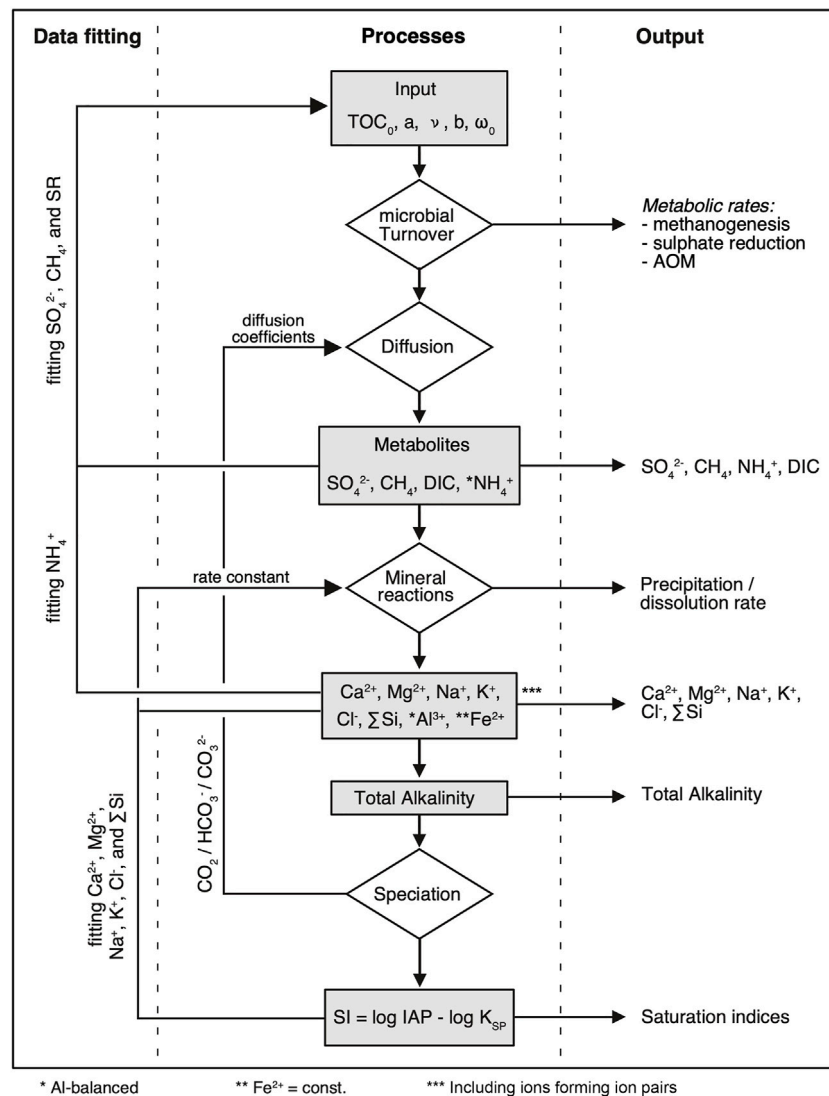 Data fitting
Processes
Output
Input
TOC₀, a, ν, b, ω₀
microbial
Turnover
Metabolic rates:
- methanogenesis
- sulphate reduction
- AOM
fitting SO₄²⁻, CH₄, and SR
diffusion
coefficients
Diffusion
Metabolites
SO₄²⁻, CH₄, DIC, *NH₄⁺
SO₄²⁻, CH₄, NH₄⁺, DIC
fitting NH₄⁺
rate constant
Mineral
reactions
Precipitation /
dissolution rate
Ca²⁺, Mg²⁺, Na⁺, K⁺,
Cl⁻, ∑Si, *Al³⁺, **Fe²⁺
***
Ca²⁺, Mg²⁺, Na⁺, K⁺,
Cl⁻, ∑Si
CO₂ / HCO₃⁻ / CO₃²⁻
Total Alkalinity
Total Alkalinity
fitting Ca²⁺, Mg²⁺,
Na⁺, K⁺, Cl⁻, and ∑Si
Speciation
SI = log IAP - log K_SP
Saturation indices
* Al-balanced
** Fe²⁺ = const.
*** Including ions forming ion pairs